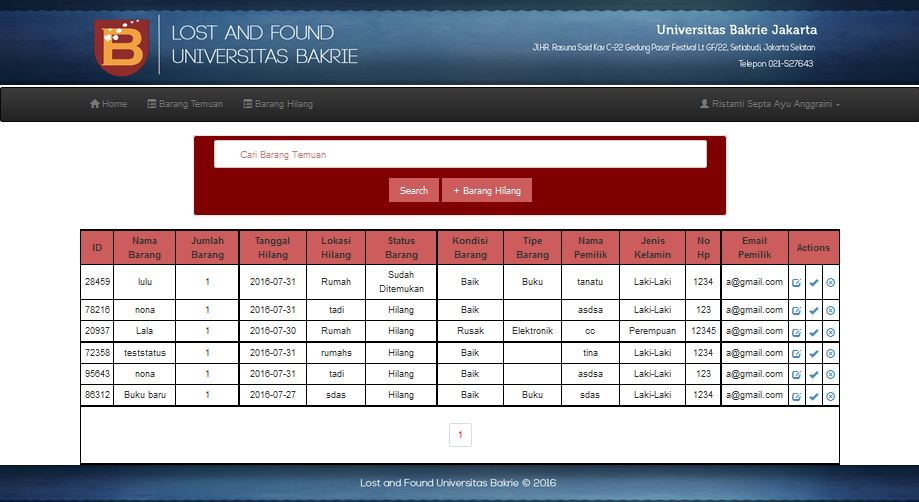 B
LOST AND FOUND
UNIVERSITAS BAKRIE
Universitas Bakrie Jakarta
Jl.HR. Rasuna Said Kav C-22 Gedung Pasar Festival Lt GF/22, Setiabudi, Jakarta Selatan
Telepon 021-527643
Home Barang Temuan Barang Hilang Ristanti Septa Ayu Anggraini
Cari Barang Temuan
Search + Barang Hilang
ID Nama Barang Jumlah Barang Tanggal Hilang Lokasi Hilang Status Barang Kondisi Barang Tipe Barang Nama Pemilik Jenis Kelamin No Hp Email Pemilik Actions
28459 lulu 1 2016-07-31 Rumah Sudah Ditemukan Baik Buku tanatu Laki-Laki 1234 a@gmail.com
78216 nona 1 2016-07-31 tadi Hilang Baik asdsa Laki-Laki 123 a@gmail.com
20937 Lala 1 2016-07-30 Rumah Hilang Rusak Elektronik cc Perempuan 12345 a@gmail.com
72358 teststatus 1 2016-07-31 rumahs Hilang Baik tina Laki-Laki 1234 a@gmail.com
95643 nona 1 2016-07-31 tadi Hilang Baik asdsa Laki-Laki 123 a@gmail.com
86312 Buku baru 1 2016-07-27 sdas Hilang Baik Buku sdas Laki-Laki 1234 a@gmail.com
1
Lost and Found Universitas Bakrie © 2016